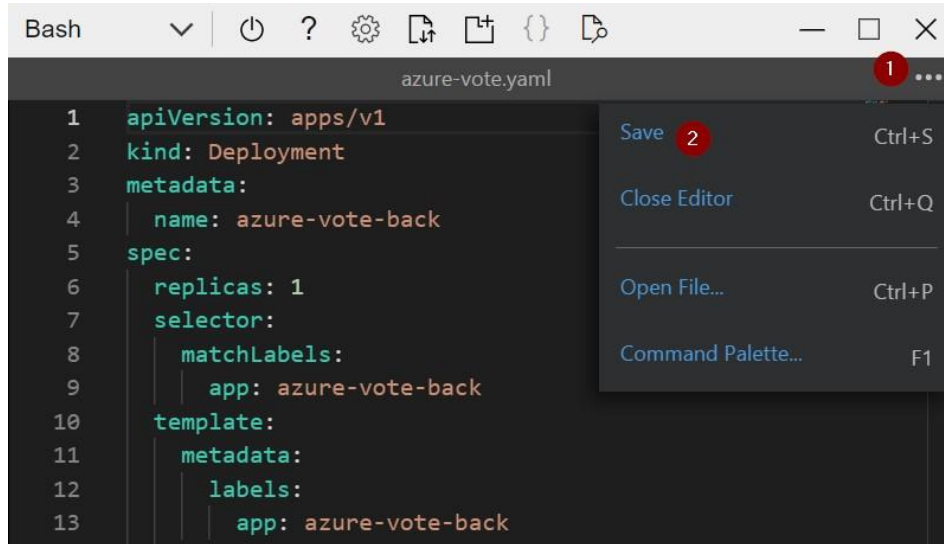 Bash
?
{}
azure-vote.yaml
1
...
1 apiVersion: apps/v1
2 kind: Deployment
3 metadata:
4 name: azure-vote-back
5 spec:
6 replicas: 1
7 selector:
8 matchLabels:
9 app: azure-vote-back
10 template:
11 metadata:
12 labels:
13 app: azure-vote-back
Save 2 Ctrl+S
Close Editor Ctrl+Q
Open File... Ctrl+P
Command Palette... F1